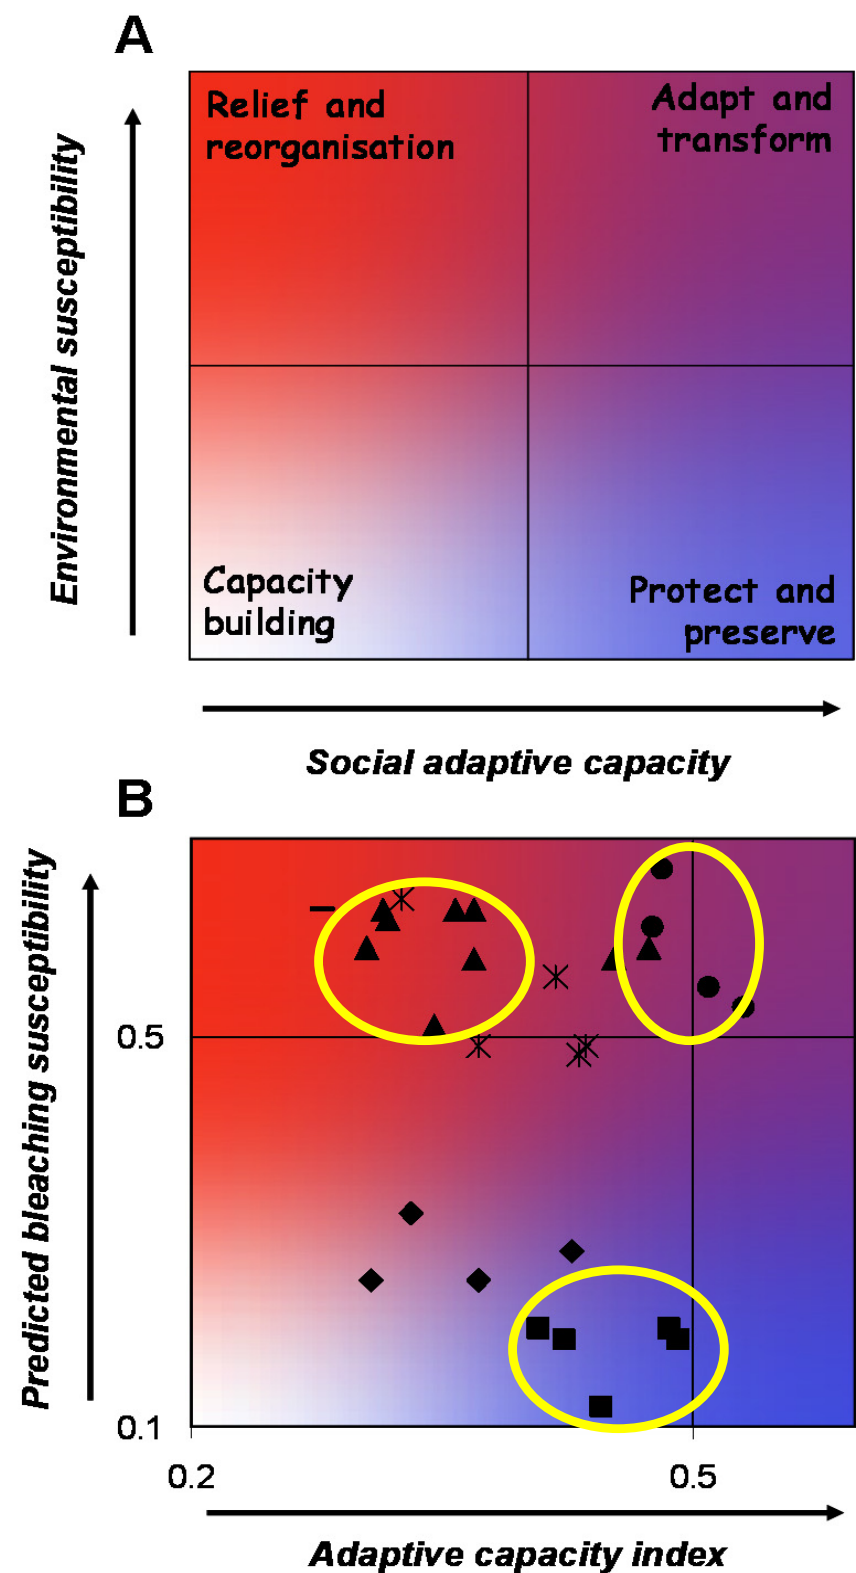 A
Relief and
reorganisation
Adapt and
transform
Environmental susceptibility
Capacity
building
Protect and
preserve
Social adaptive capacity
B
Predicted bleaching susceptibility
0.5
0.1
0.2
0.5
Adaptive capacity index